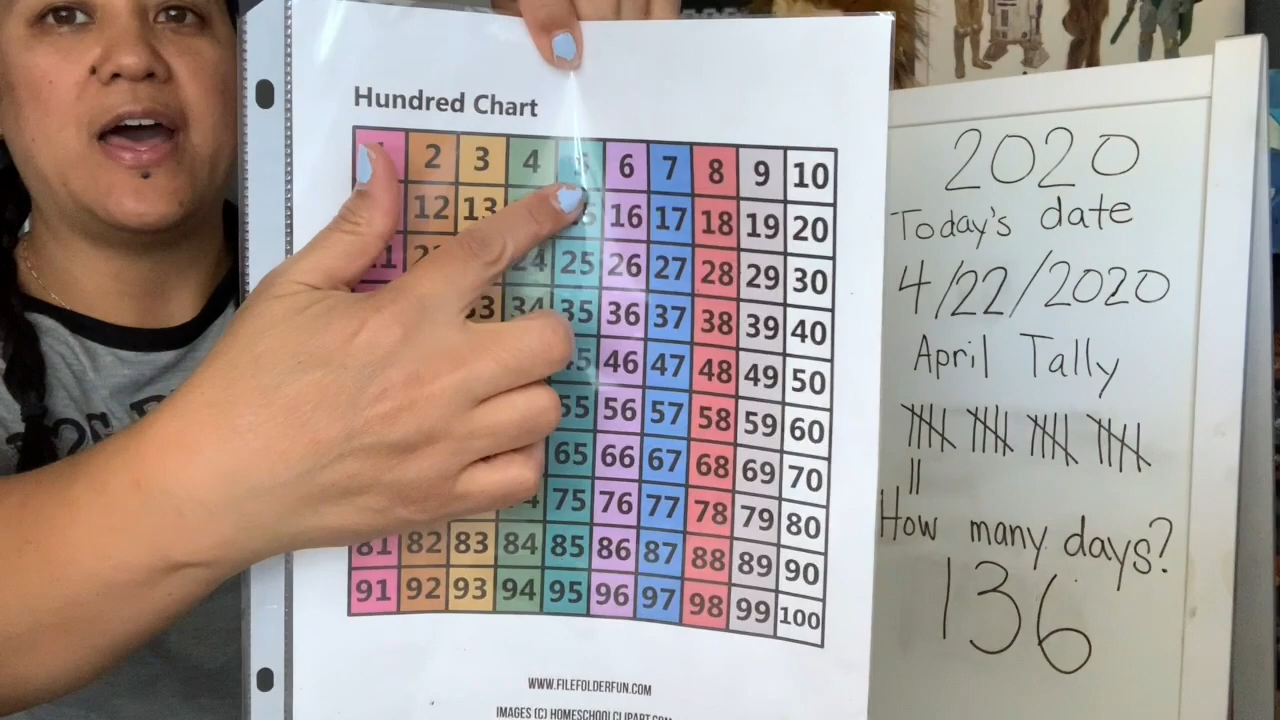 Hundred Chart
2 3 4 5 6 7 8 9 10
12 13 16 17 18 19 20
24 25 26 27 28 29 30
34 35 36 37 38 39 40
46 47 48 49 50
55 56 57 58 59 60
65 66 67 68 69 70
75 76 77 78 79 80
81 82 83 84 85 86 87 88 89 90
91 92 93 94 95 96 97 98 99 100
WWW.FILEFOLDERFUN.COM
IMAGES (C) HOMESCHOOLCLIPART.COM
2020
Today's date
4/22/2020
April Tally
How many days?
136